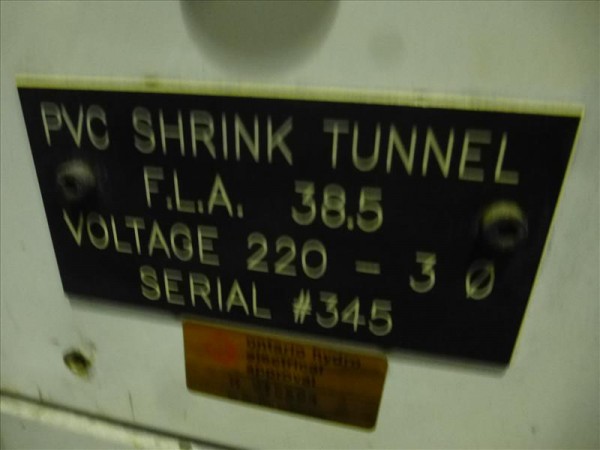 PVC SHRINK TUNNEL
F.L.A. 38.5
VOLTAGE 220 - 3 Ø
SERIAL #345
ontario hydro
electrical
approval